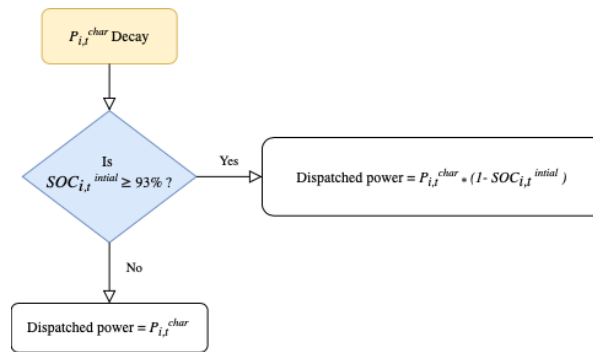 P_{i,t}^{char} Decay
Is
SOC_{i,t}^{intial} ≥ 93% ?
Yes
Dispatched power = P_{i,t}^{char} * (1- SOC_{i,t}^{intial} )
No
Dispatched power = P_{i,t}^{char}